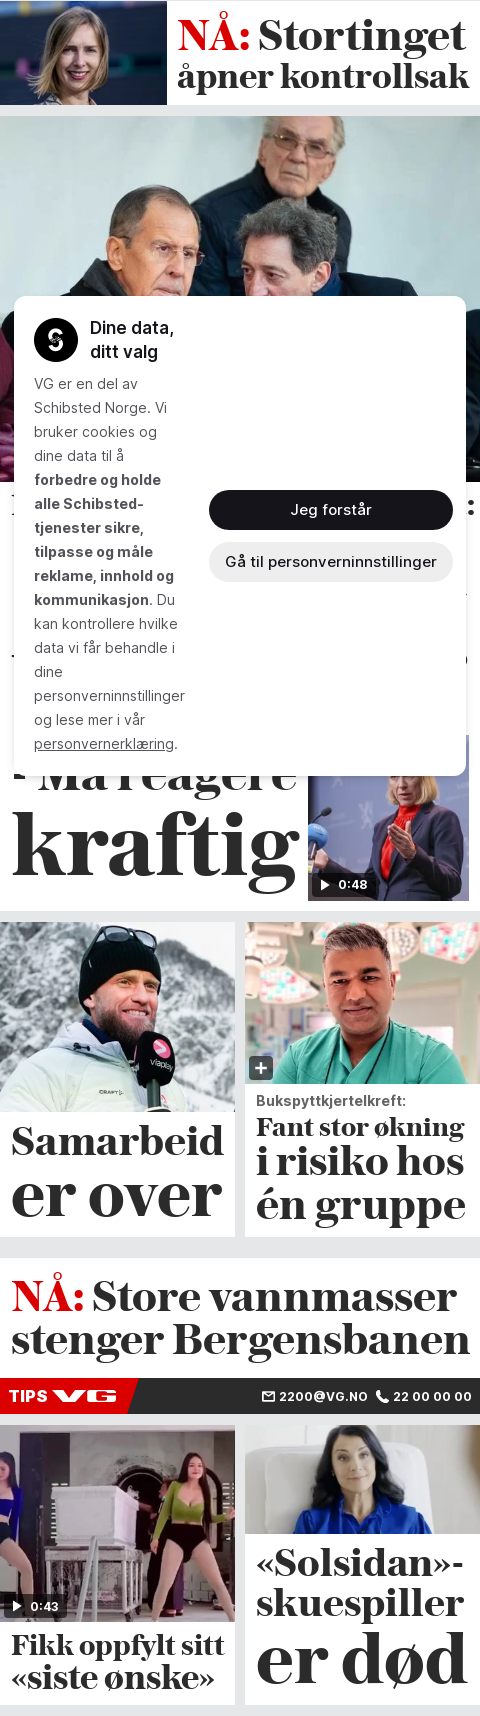 NÅ: Stortinget
åpner kontrollsak
Dine data,
ditt valg
VG er en del av
Schibsted Norge. Vi
bruker cookies og
dine data til å
forbedre og holde
alle Schibsted-
tjenester sikre,
tilpasse og måle
reklame, innhold og
kommunikasjon. Du
kan kontrollere hvilke
data vi får behandle i
dine
personverninnstillinger
og lese mer i vår
personvernerklæring.
Jeg forstår
Gå til personverninnstillinger
- Må reagere
kraftig
0:48
viaplay
CRAFT
Samarbeid
er over
Bukspyttkjertelkreft:
Fant stor økning
i risiko hos
én gruppe
NÅ: Store vannmasser
stenger Bergensbanen
TIPS VG
2200@VG.NO 22 00 00 00
0:43
Fikk oppfylt sitt
«siste ønske»
«Solsidan»-
skuespiller
er død